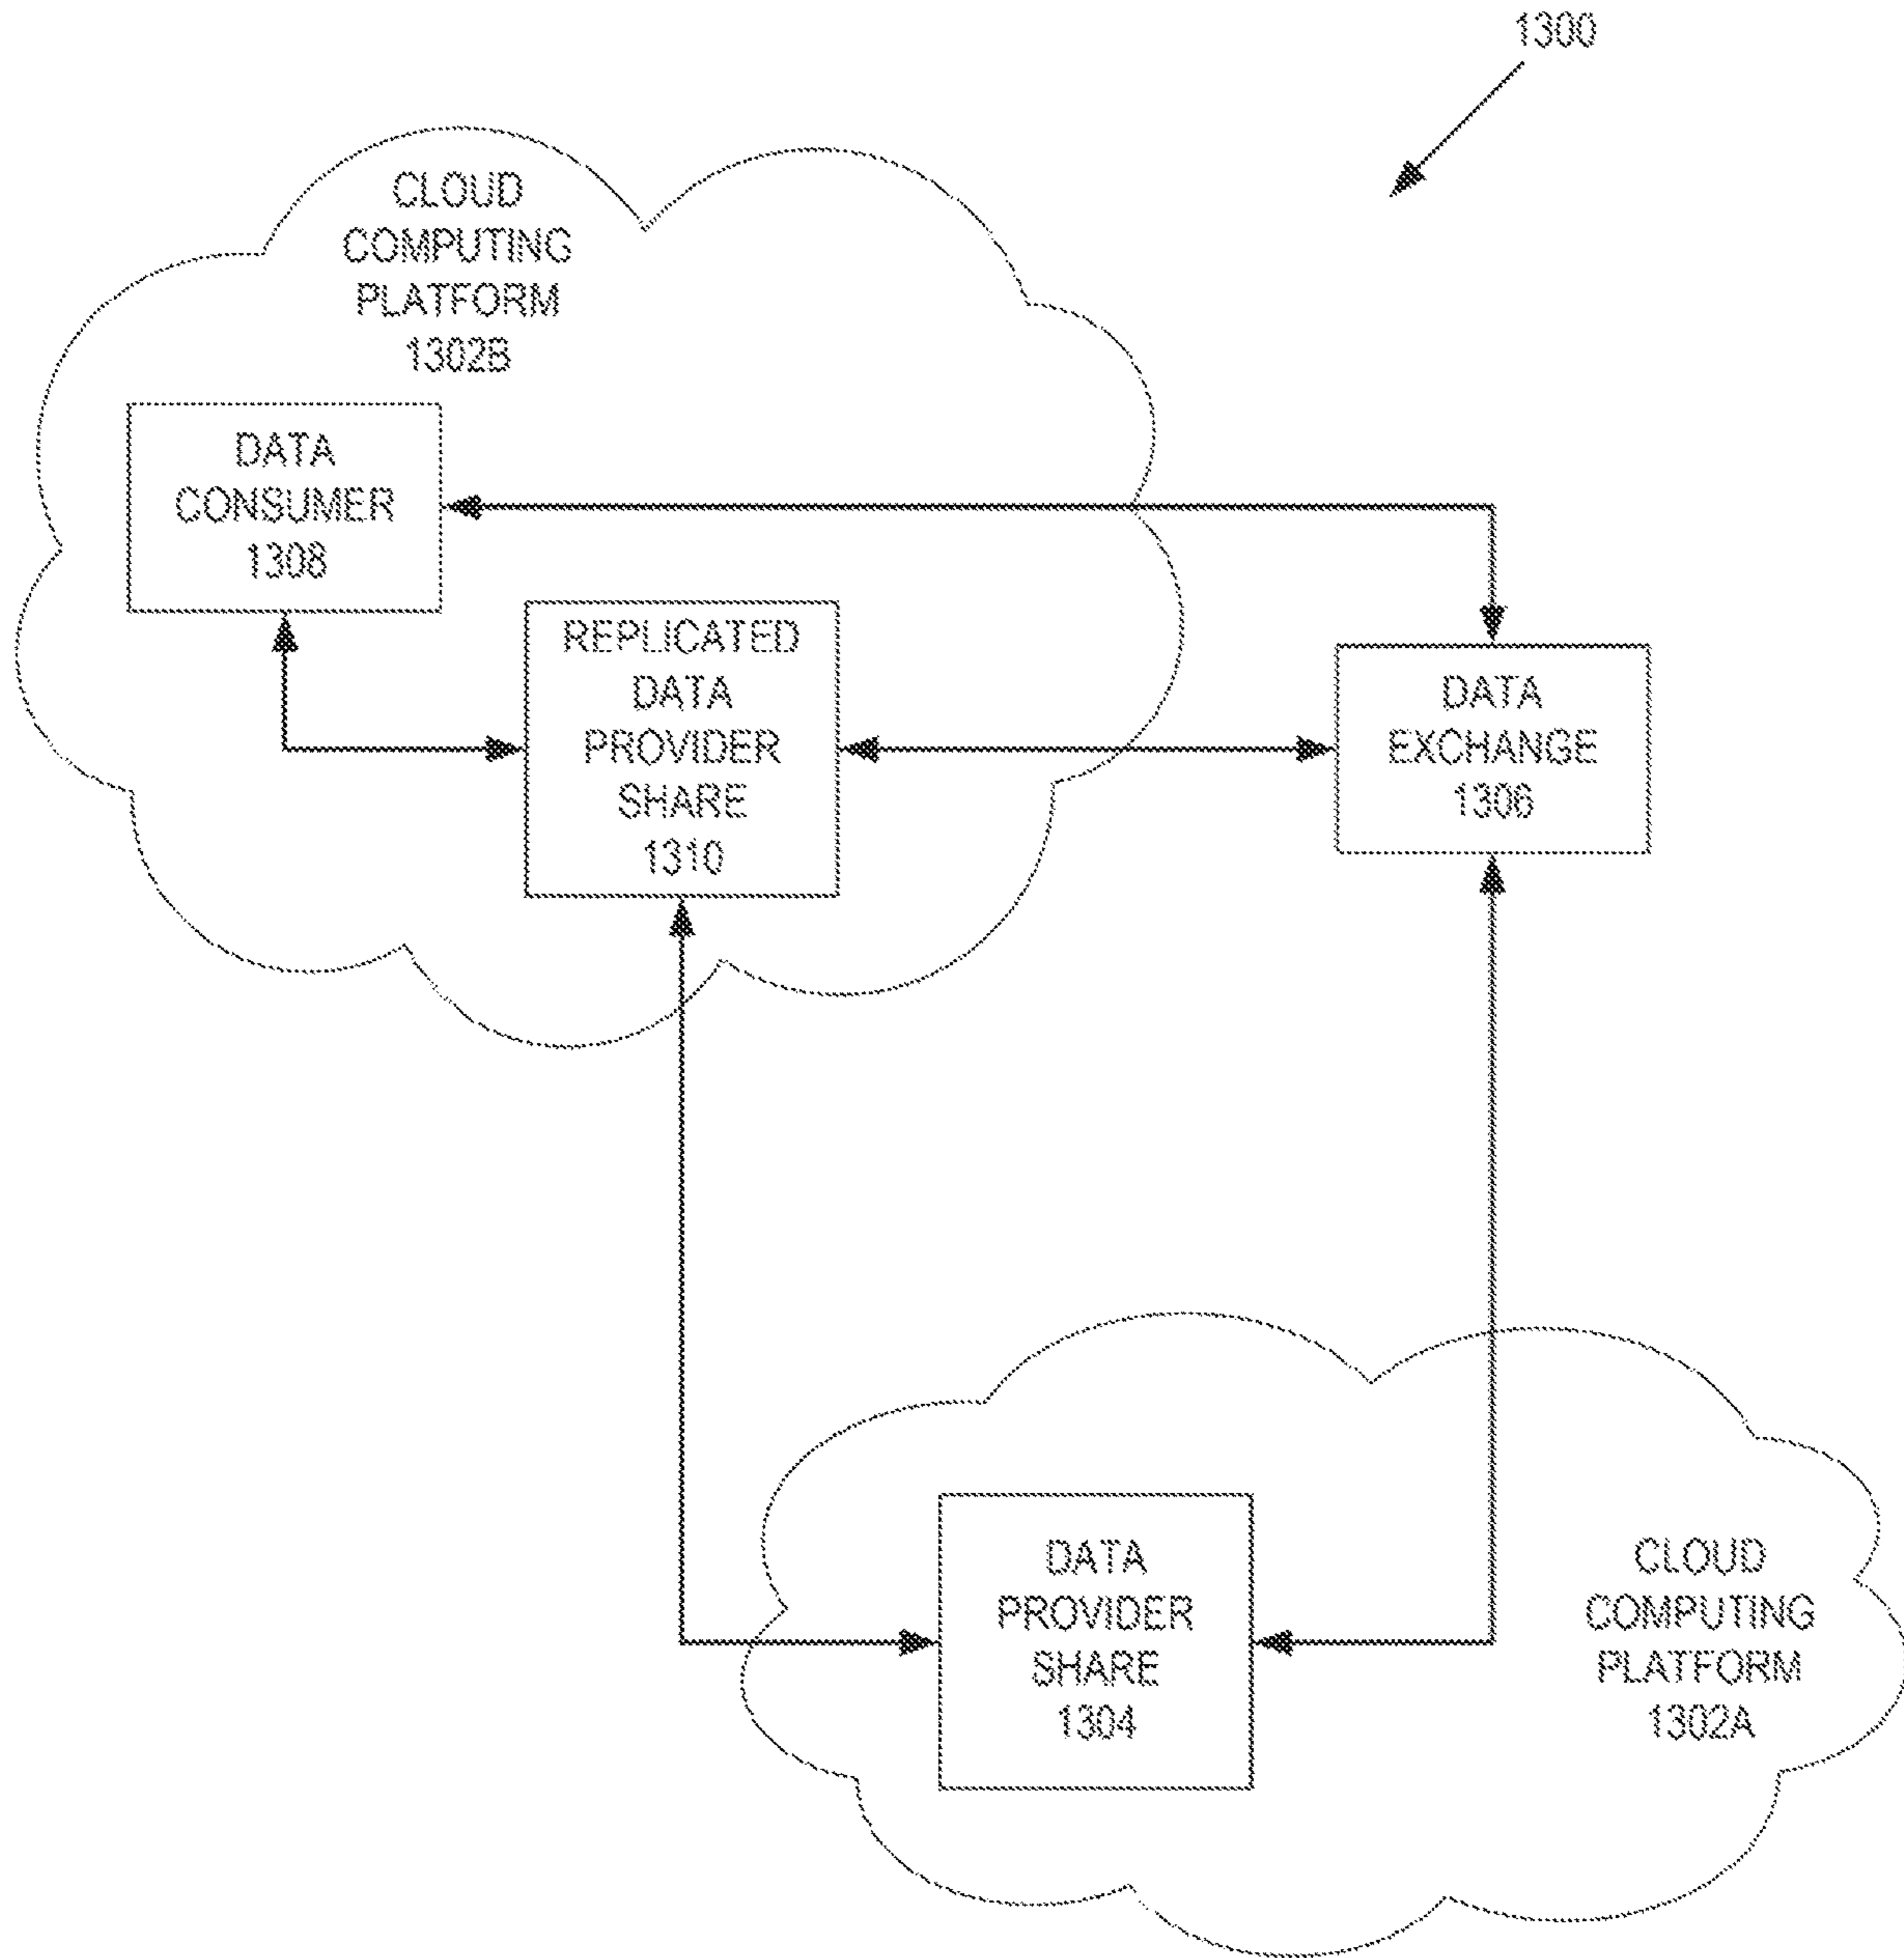 1300
CLOUD
COMPUTING
PLATFORM
1302B
DATA
CONSUMER
1308
REPLICATED
DATA
PROVIDER
SHARE
1310
DATA
EXCHANGE
1306
DATA
PROVIDER
SHARE
1304
CLOUD
COMPUTING
PLATFORM
1302A